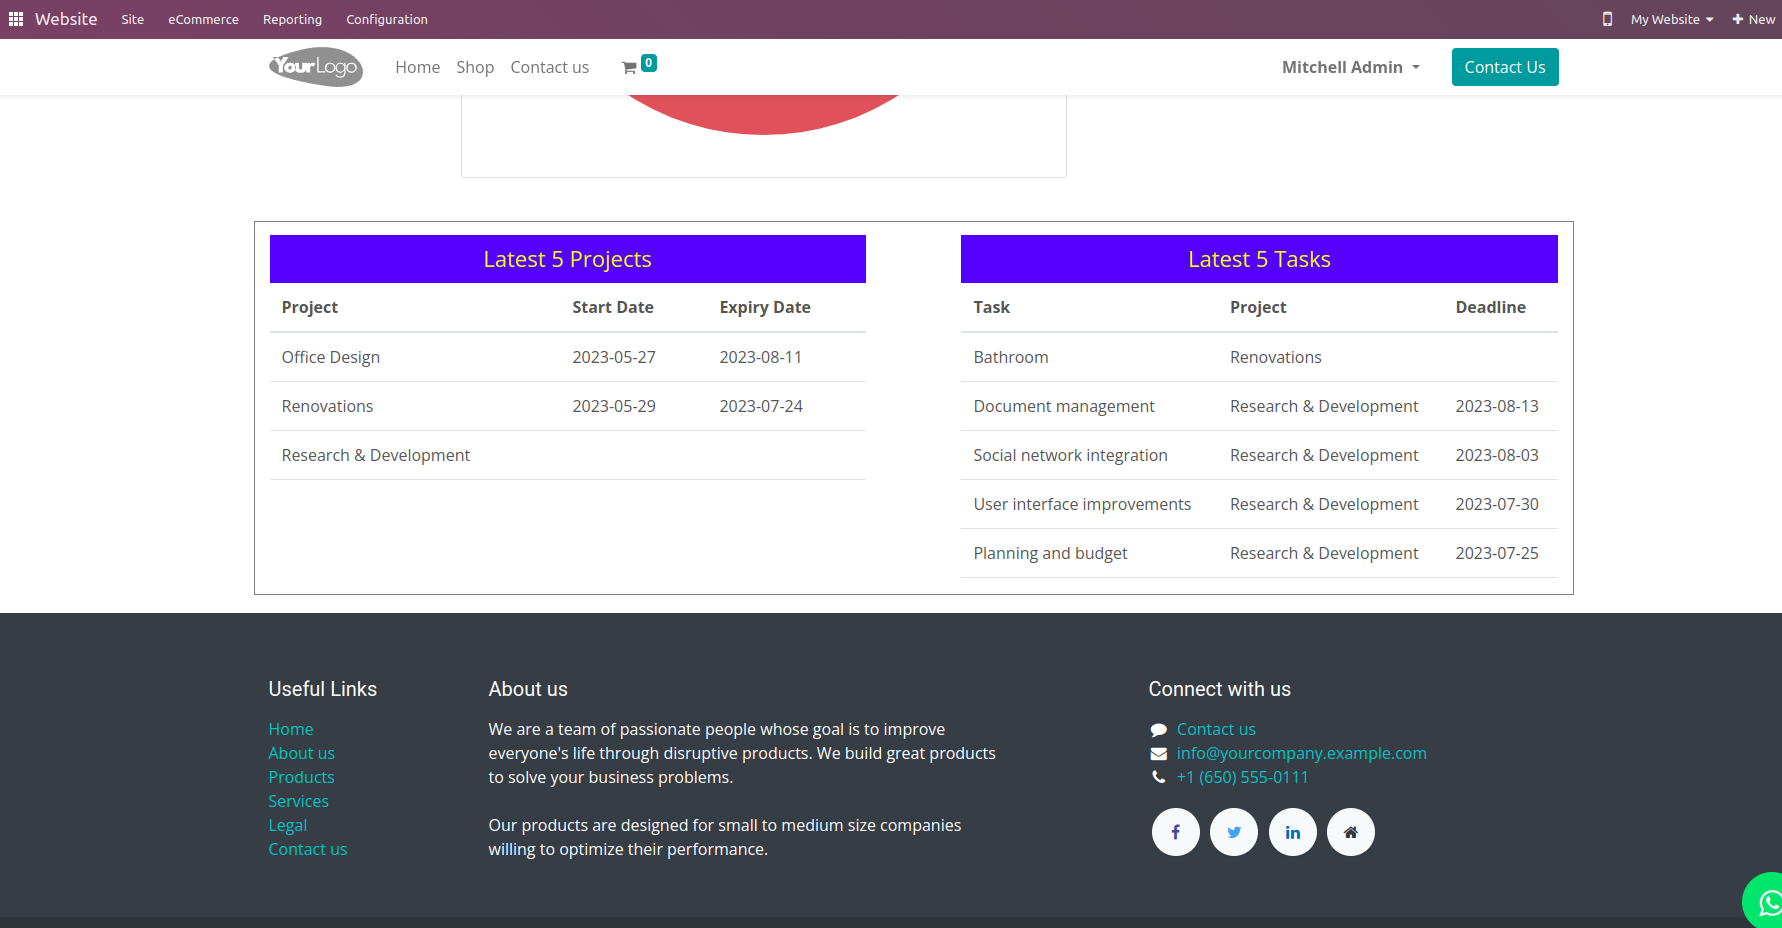 Website Site eCommerce Reporting Configuration My Website New
YourLogo Home Shop Contact us 0 Mitchell Admin Contact Us
Latest 5 Projects
Project Start Date Expiry Date
Office Design 2023-05-27 2023-08-11
Renovations 2023-05-29 2023-07-24
Research & Development
Latest 5 Tasks
Task Project Deadline
Bathroom Renovations
Document management Research & Development 2023-08-13
Social network integration Research & Development 2023-08-03
User interface improvements Research & Development 2023-07-30
Planning and budget Research & Development 2023-07-25
Useful Links
Home
About us
Products
Services
Legal
Contact us
About us
We are a team of passionate people whose goal is to improve
everyone's life through disruptive products. We build great products
to solve your business problems.
Our products are designed for small to medium size companies
willing to optimize their performance.
Connect with us
Contact us
info@yourcompany.example.com
+1 (650) 555-0111